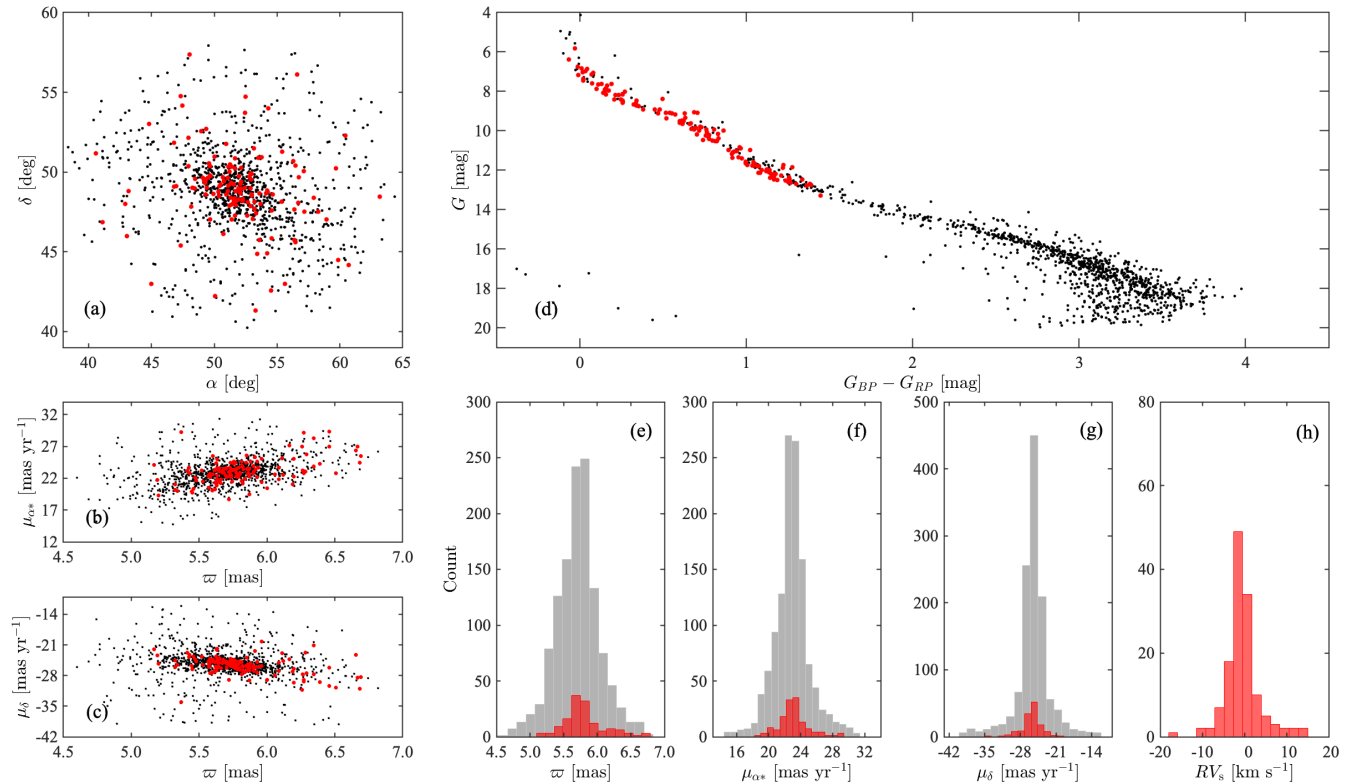 60
55
50
45
40
δ [deg]
(a)
40 45 50 55 60 65
α [deg]
4
6
8
10
12
14
16
18
20
G [mag]
(d)
0 1 2 3 4
G_BP − G_RP [mag]
32
27
22
17
12
μ_α* [mas yr⁻¹]
(b)
4.5 5.0 5.5 6.0 6.5 7.0
ϖ [mas]
-14
-21
-28
-35
-42
μ_δ [mas yr⁻¹]
(c)
4.5 5.0 5.5 6.0 6.5 7.0
ϖ [mas]
300
250
200
150
100
50
0
Count
(e)
4.5 5.0 5.5 6.0 6.5 7.0
ϖ [mas]
300
250
200
150
100
50
0
(f)
16 20 24 28 32
μ_α* [mas yr⁻¹]
500
400
300
200
100
0
(g)
-42 -35 -28 -21 -14
μ_δ [mas yr⁻¹]
80
60
40
20
0
(h)
-20 -10 0 10 20
RV_s [km s⁻¹]